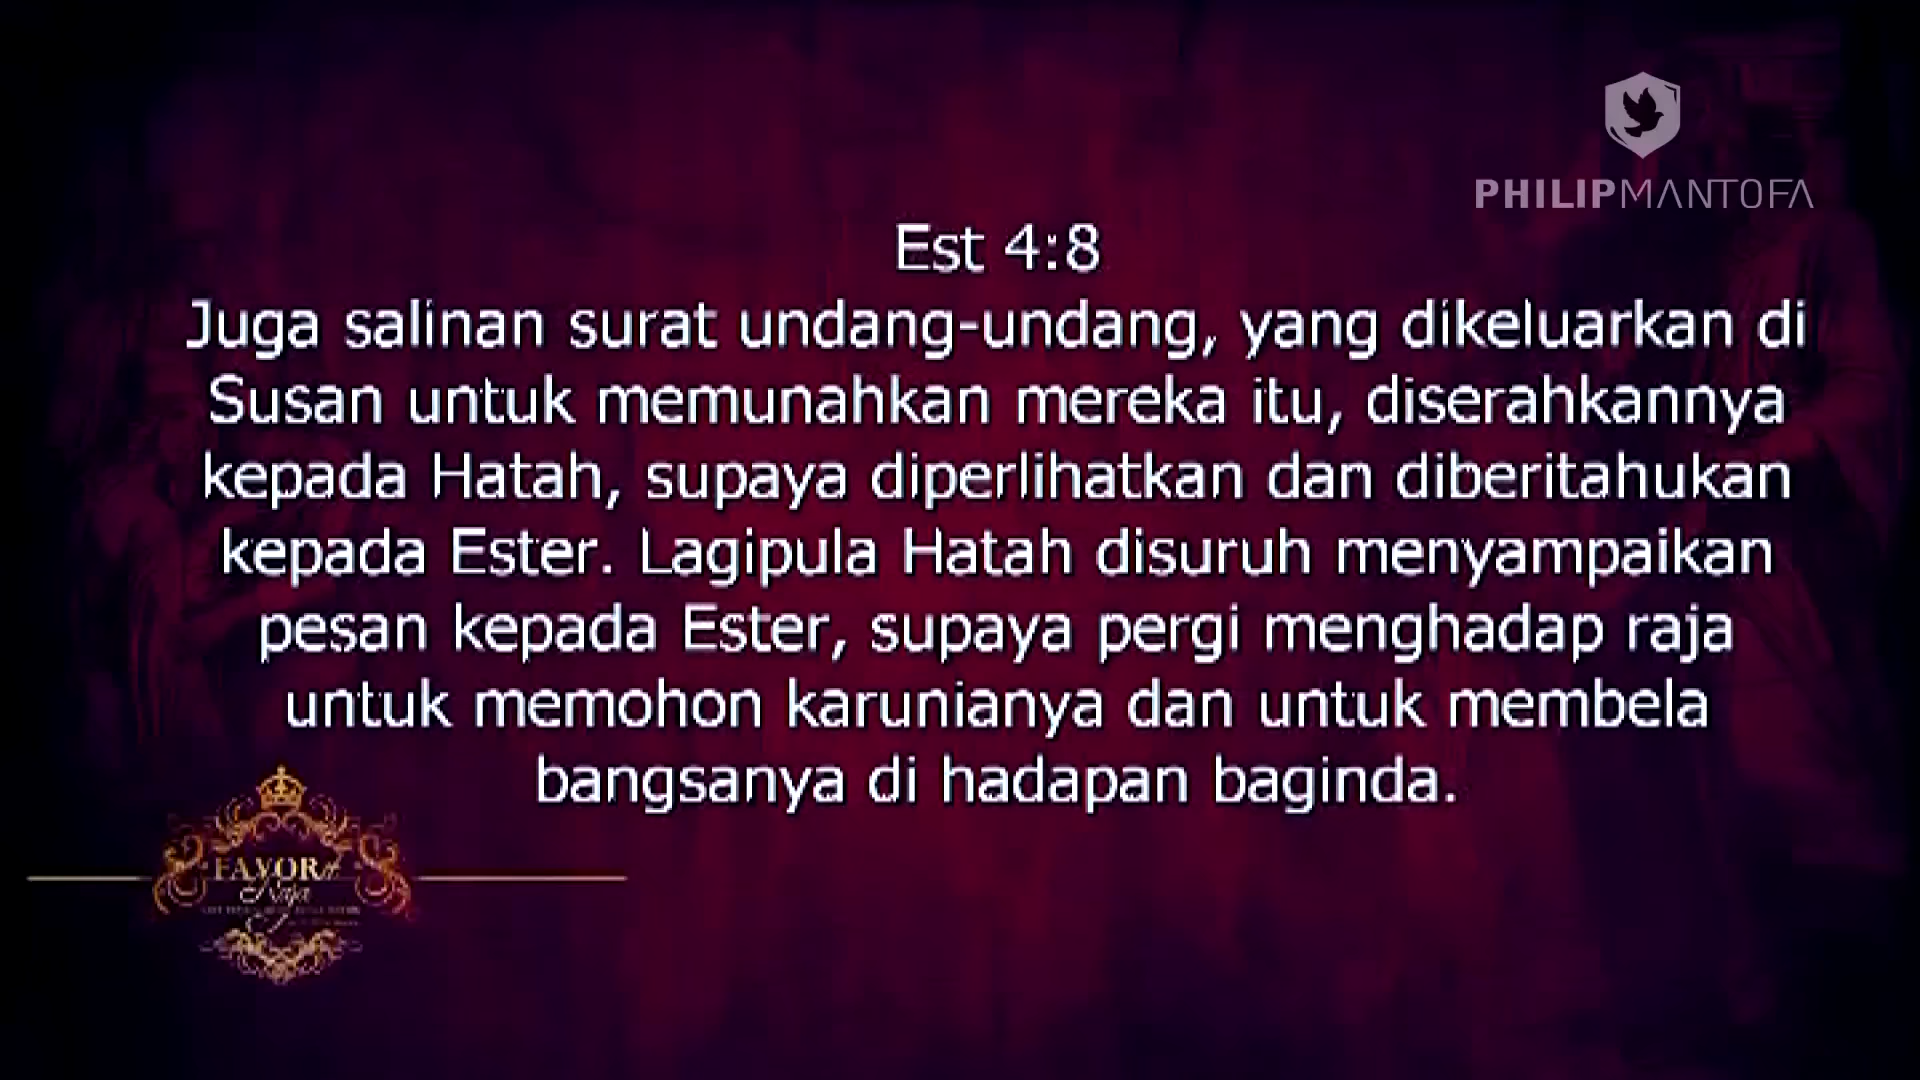 PHILIPMANTOFA
Est 4:8
Juga salinan surat undang-undang, yang dikeluarkan di
Susan untuk memunahkan mereka itu, diserahkannya
kepada Hatah, supaya diperlihatkan dan diberitahukan
kepada Ester. Lagipula Hatah disuruh menyampaikan
pesan kepada Ester, supaya pergi menghadap raja
untuk memohon karunianya dan untuk membela
bangsanya di hadapan baginda.
FAVOR
Raja